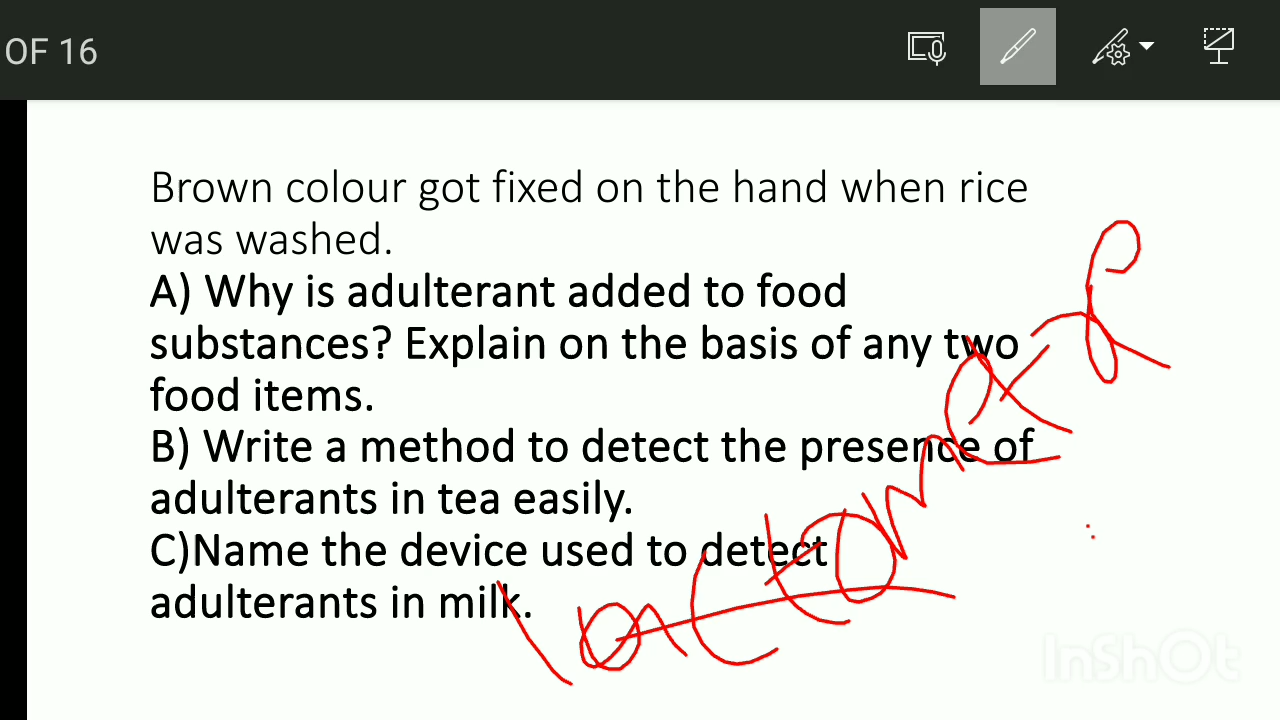 OF 16
Brown colour got fixed on the hand when rice
was washed.
A) Why is adulterant added to food
substances? Explain on the basis of any two
food items.
B) Write a method to detect the presence of
adulterants in tea easily.
C)Name the device used to detect
adulterants in milk.
lactometer
InShOt